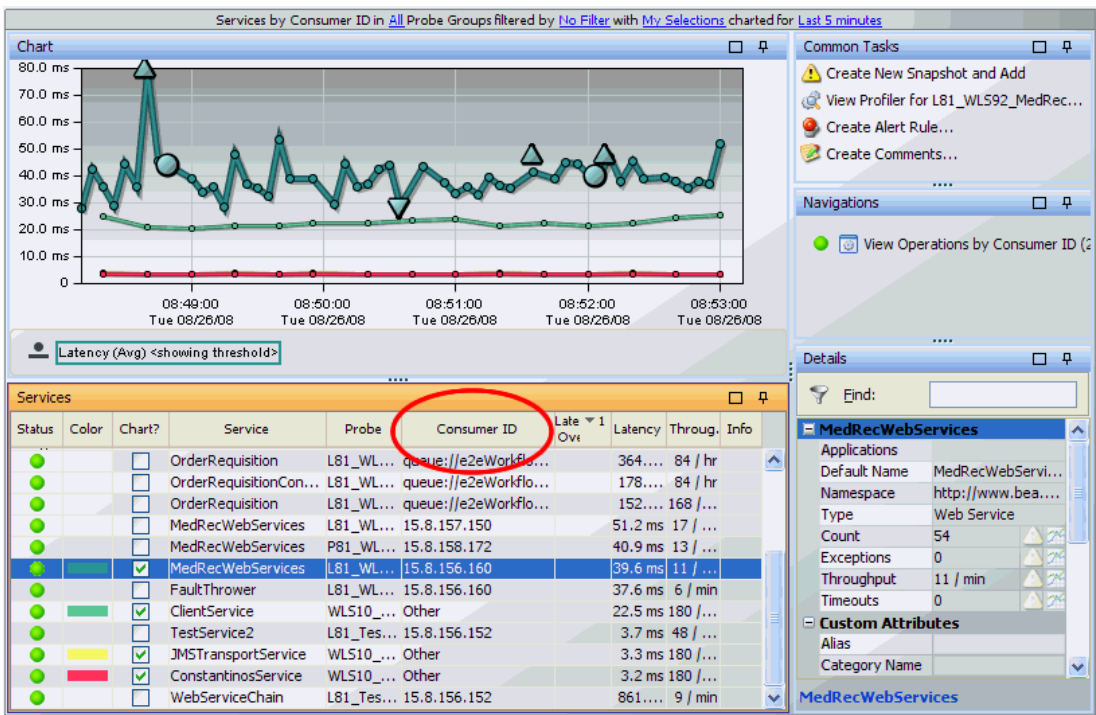 Services by Consumer ID in All Probe Groups filtered by No Filter with My Selections charted for Last 5 minutes
Chart
80.0 ms
70.0 ms
60.0 ms
50.0 ms
40.0 ms
30.0 ms
20.0 ms
10.0 ms
0
08:49:00 08:50:00 08:51:00 08:52:00 08:53:00
Tue 08/26/08 Tue 08/26/08 Tue 08/26/08 Tue 08/26/08 Tue 08/26/08
Latency (Avg) <showing threshold>
Services
Status Color Chart? Service Probe Consumer ID Late 1 Ove Latency Throug. Info
OrderRequisition L81_WL... queue://e2eWorkflo... 364.... 84 / hr
OrderRequisitionCon... L81_WL... queue://e2eWorkflo... 178.... 84 / hr
OrderRequisition L81_WL... queue://e2eWorkflo... 152.... 168 /...
MedRecWebServices L81_WL... 15.8.157.150 51.2 ms 17 / ...
MedRecWebServices P81_WL... 15.8.158.172 40.9 ms 13 / ...
MedRecWebServices L81_WL... 15.8.156.160 39.6 ms 11 / ...
FaultThrower L81_WL... 15.8.156.160 37.6 ms 6 / min
ClientService WLS10_... Other 22.5 ms 180 /...
TestService2 L81_Tes... 15.8.156.152 3.7 ms 48 / ...
JMSTransportService WLS10_... Other 3.3 ms 180 /...
ConstantinosService WLS10_... Other 3.2 ms 180 /...
WebServiceChain L81_Tes... 15.8.156.152 861.... 9 / min
Common Tasks
Create New Snapshot and Add
View Profiler for L81_WLS92_MedRec...
Create Alert Rule...
Create Comments...
Navigations
View Operations by Consumer ID (2
Details
Find:
MedRecWebServices
Applications
Default Name MedRecWebServi...
Namespace http://www.bea....
Type Web Service
Count 54
Exceptions 0
Throughput 11 / min
Timeouts 0
Custom Attributes
Alias
Category Name
MedRecWebServices